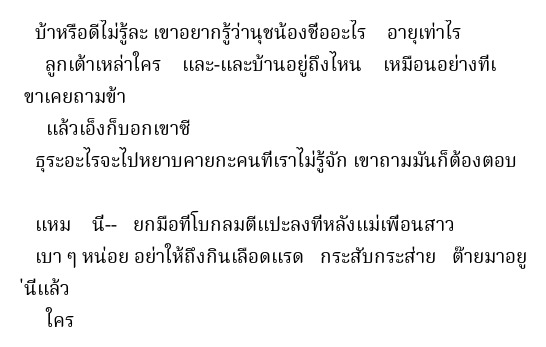 บ้าหรือดีไม่รู้ละ เขาอยากรู้ว่านุชน้องชื่ออะไร อายุเท่าไร
ลูกเต้าเหล่าใคร และ-และบ้านอยู่ถึงไหน เหมือนอย่างที่เ
ขาเคยถามข้า
แล้วเอ็งก็บอกเขาซี
ธุระอะไรจะไปหยาบคายกะคนที่เราไม่รู้จัก เขาถามมันก็ต้องตอบ
แหม นี่-- ยกมือที่โบกลมตีแปะลงที่หลังแม่เพื่อนสาว
เบา ๆ หน่อย อย่าให้ถึงกินเลือดแรด กระสับกระส่าย ต๊ายมาอยู
่นี่แล้ว
ใคร